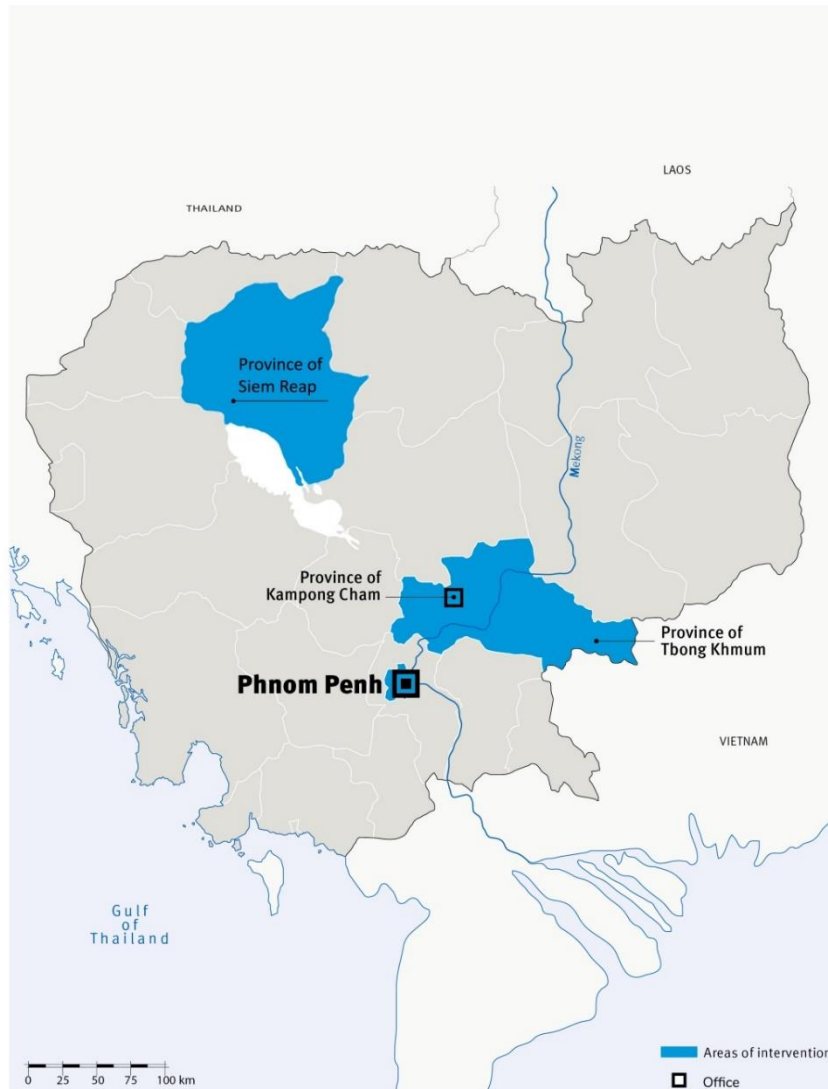 LAOS
THAILAND
Province of
Siem Reap
Mekong
Province of
Kampong Cham
Province of
Tbong Khmum
Phnom Penh
VIETNAM
Gulf
of
Thailand
0 25 50 75 100 km
Areas of intervention
Office